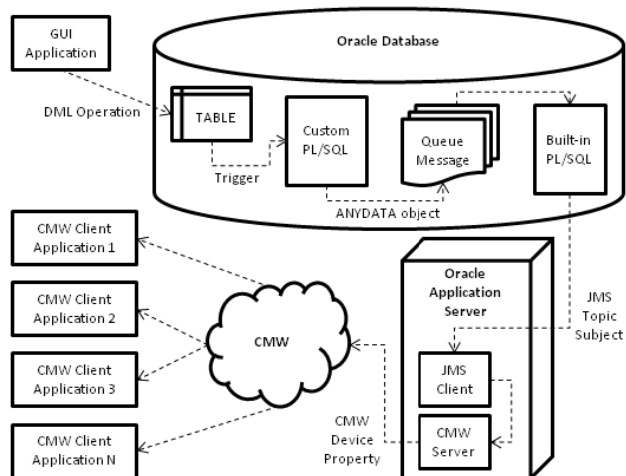 GUI
Application
Oracle Database
DML Operation
TABLE
Custom
PL/SQL
Queue
Message
Built-in
PL/SQL
Trigger
ANYDATA object
CMW Client
Application 1
CMW Client
Application 2
CMW Client
Application 3
CMW Client
Application N
CMW
Oracle
Application
Server
JMS
Topic
Subject
JMS
Client
CMW
Server
CMW
Device
Property